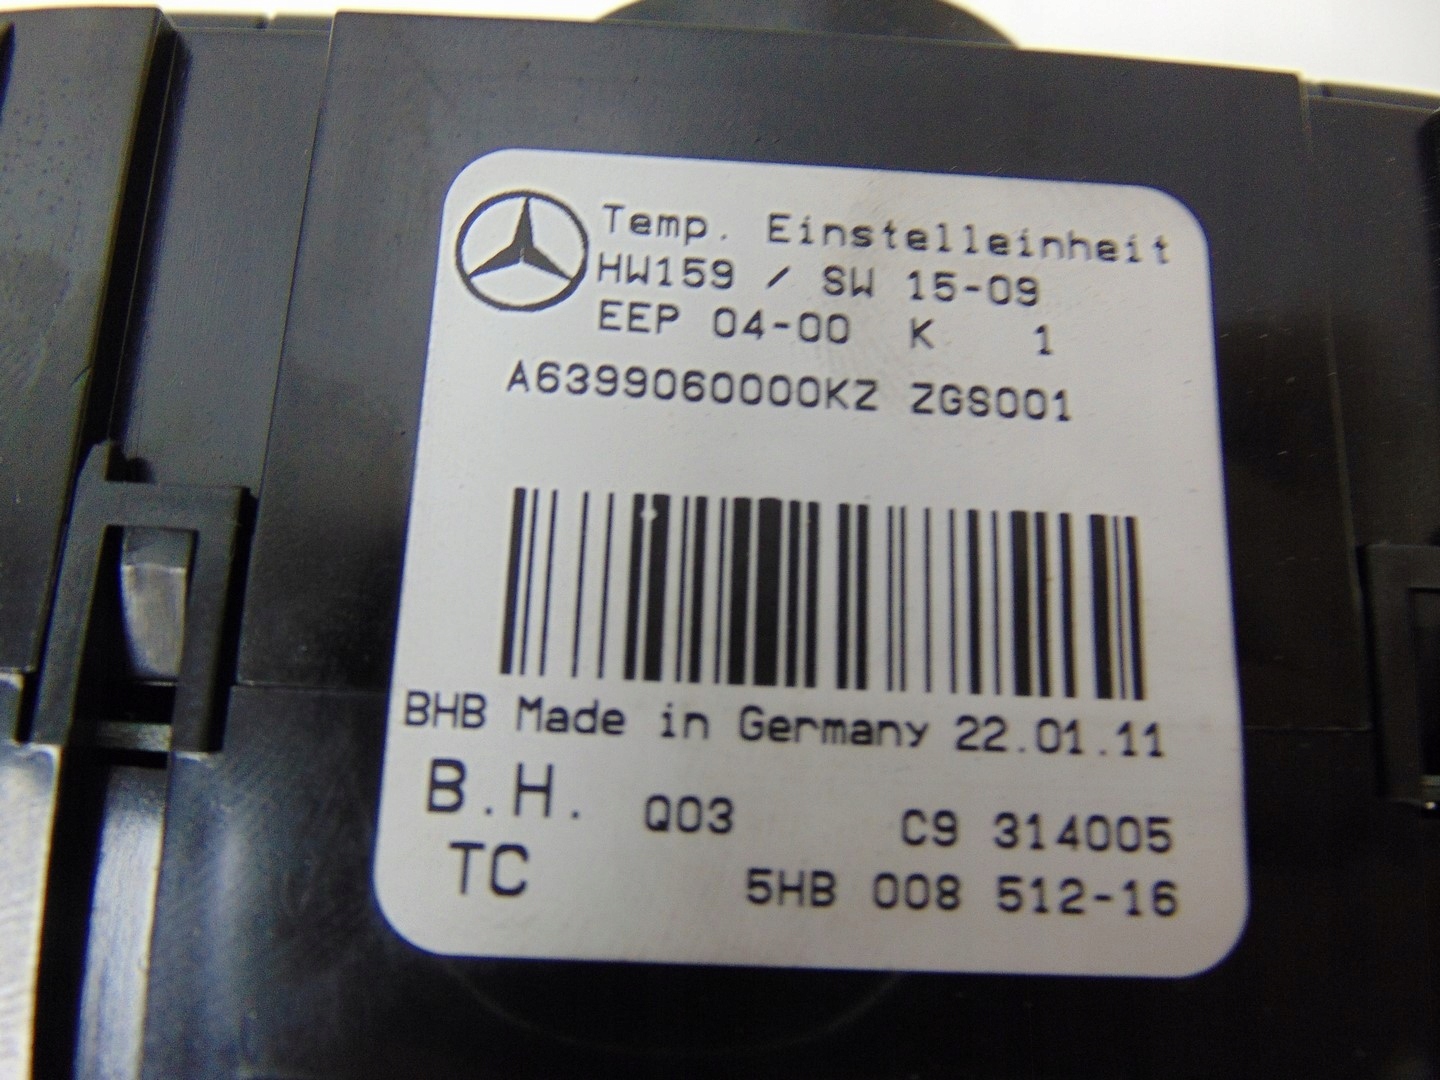 Temp. Einstelleinheit
HW159 / SW 15-09
EEP 04-00 K 1
A6399060000KZ ZGS001
BHB Made in Germany 22.01.11
B.H. Q03 C9 314005
TC 5HB 008 512-16